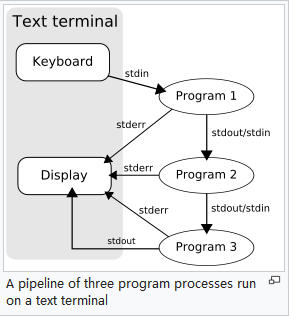 Text terminal
Keyboard
stdin
Program 1
stderr
stdout/stdin
Display
stderr
Program 2
stdout/stdin
stderr
stdout
Program 3
A pipeline of three program processes run
on a text terminal